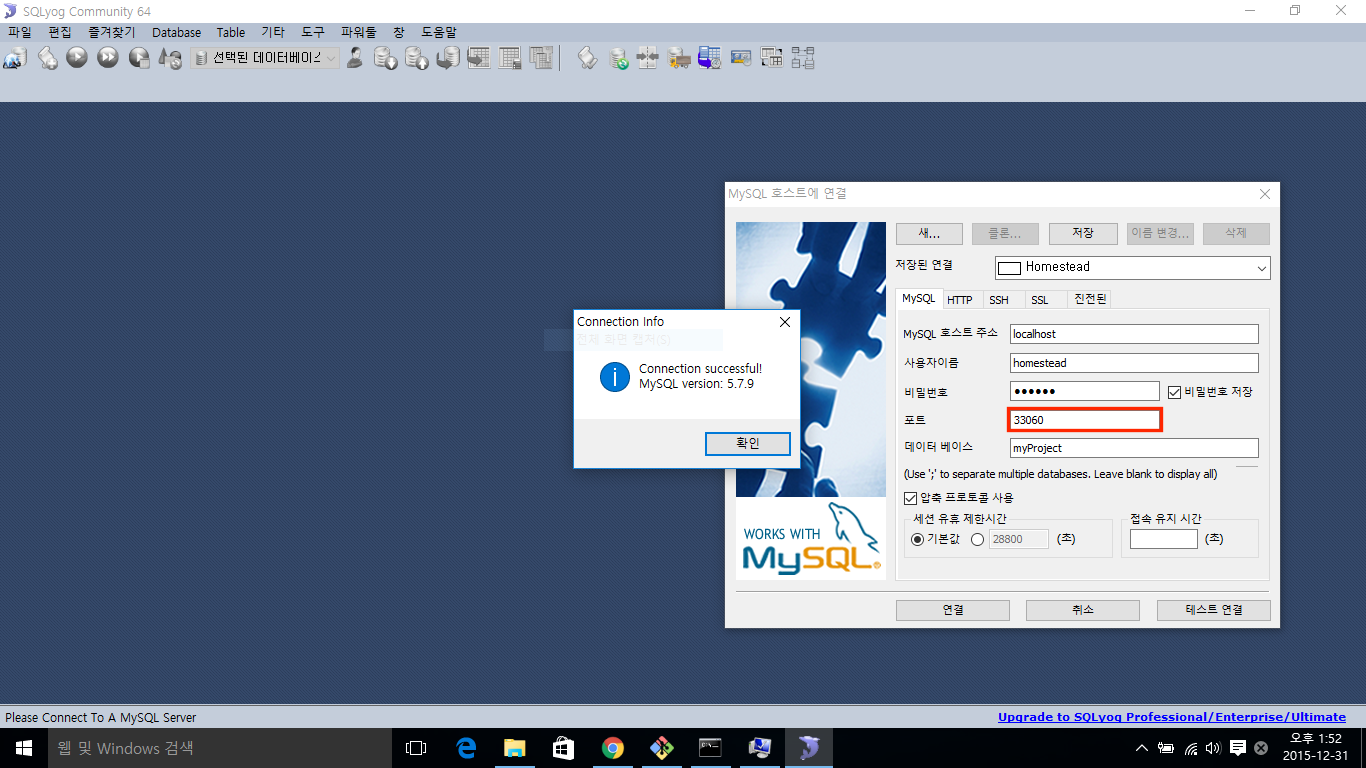 SQLyog Community 64
파일 편집 즐겨찾기 Database Table 기타 도구 파워툴 창 도움말
선택된 데이터베이스
MySQL 호스트에 연결
새... 클론... 저장 이름 변경... 삭제
저장된 연결 Homestead
MySQL HTTP SSH SSL 진전된
Connection Info
전체 화면 캡처(S)
Connection successful!
MySQL version: 5.7.9
확인
MySQL 호스트 주소 localhost
사용자이름 homestead
비밀번호 ●●●●●● 비밀번호 저장
포트 33060
데이터 베이스 myProject
(Use ';' to separate multiple databases. Leave blank to display all)
압축 프로토콜 사용
세션 유휴 제한시간 접속 유지 시간
기본값 28800 (초) (초)
WORKS WITH
MySQL®
연결 취소 테스트 연결
Please Connect To A MySQL Server
Upgrade to SQLyog Professional/Enterprise/Ultimate
웹 및 Windows 검색
오후 1:52
2015-12-31